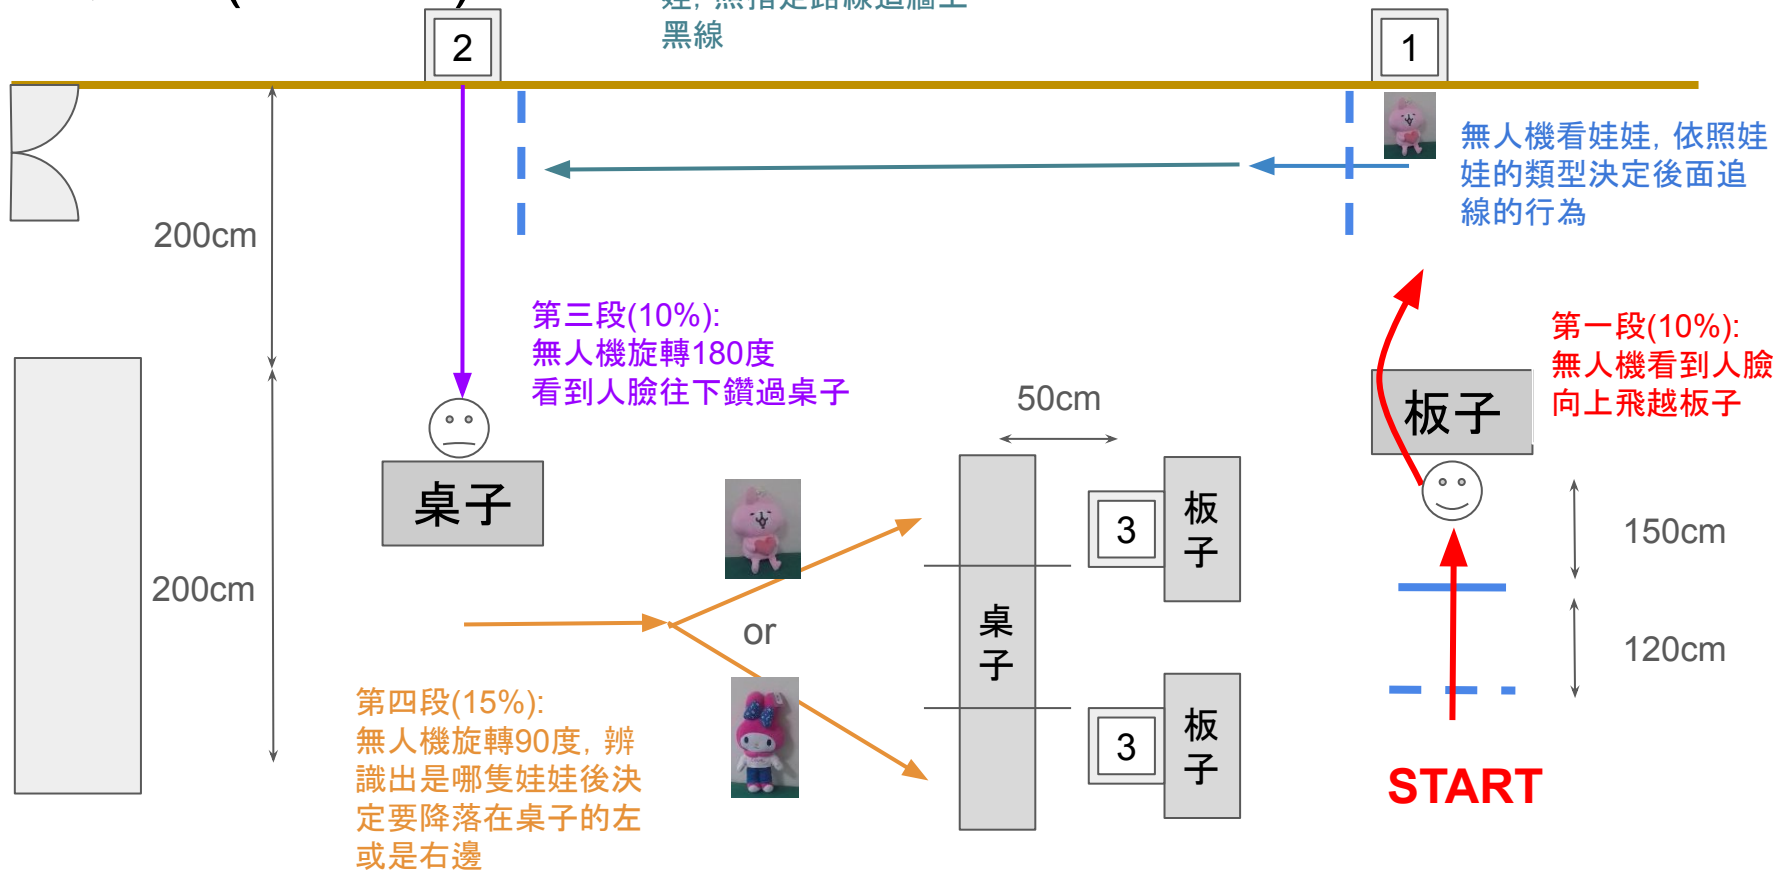 2
黑線
1
無人機看娃娃, 依照娃
娃的類型決定後面追
線的行為
200cm
第三段(10%):
無人機旋轉180度
看到人臉往下鑽過桌子
50cm
第一段(10%):
無人機看到人臉
向上飛越板子
板子
桌子
3
板
子
150cm
200cm
桌
子
or
120cm
第四段(15%):
無人機旋轉90度, 辨
識出是哪隻娃娃後決
定要降落在桌子的左
或是右邊
3
板
子
START